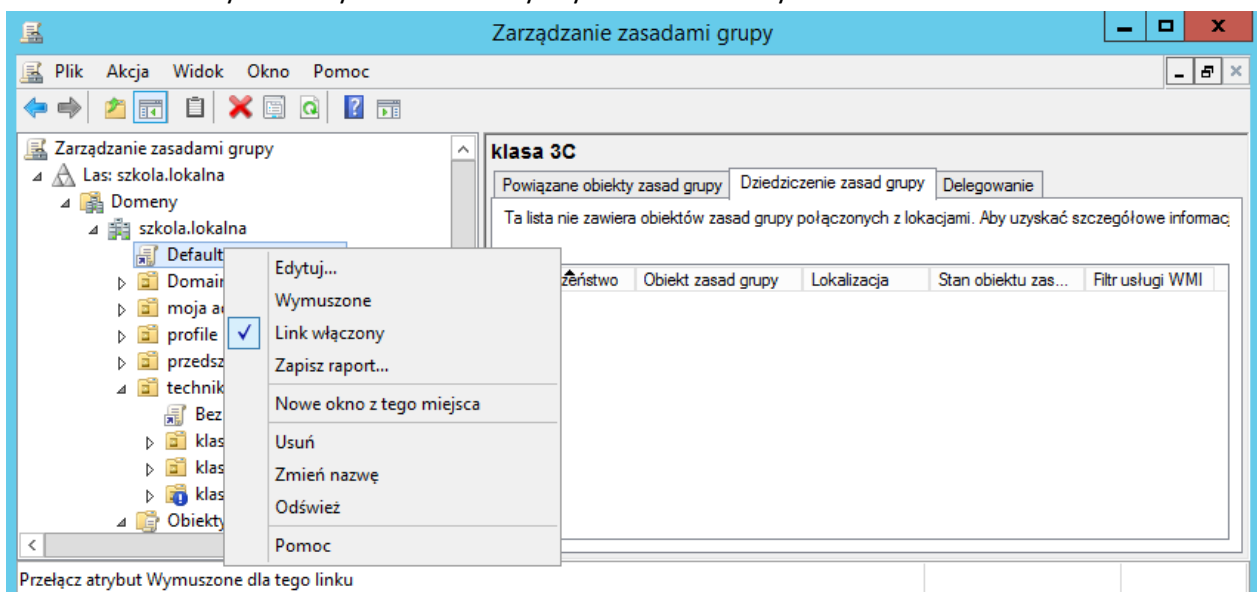 Zarządzanie zasadami grupy
Plik Akcja Widok Okno Pomoc
Zarządzanie zasadami grupy
Las: szkola.lokalna
Domeny
szkola.lokalna
Default
Domain
moja
profile
przedsz
technik
Bez
klas
klas
klas
Obiekty
Edytuj...
Wymuszone
Link włączony
Zapisz raport...
Nowe okno z tego miejsca
Usuń
Zmień nazwę
Odśwież
Pomoc
klasa 3C
Powiązane obiekty zasad grupy Dziedziczenie zasad grupy Delegowanie
Ta lista nie zawiera obiektów zasad grupy połączonych z lokacjami. Aby uzyskać szczegółowe informac
żeństwo Obiekt zasad grupy Lokalizacja Stan obiektu zas... Filtr usługi WMI
Przełącz atrybut Wymuszone dla tego linku